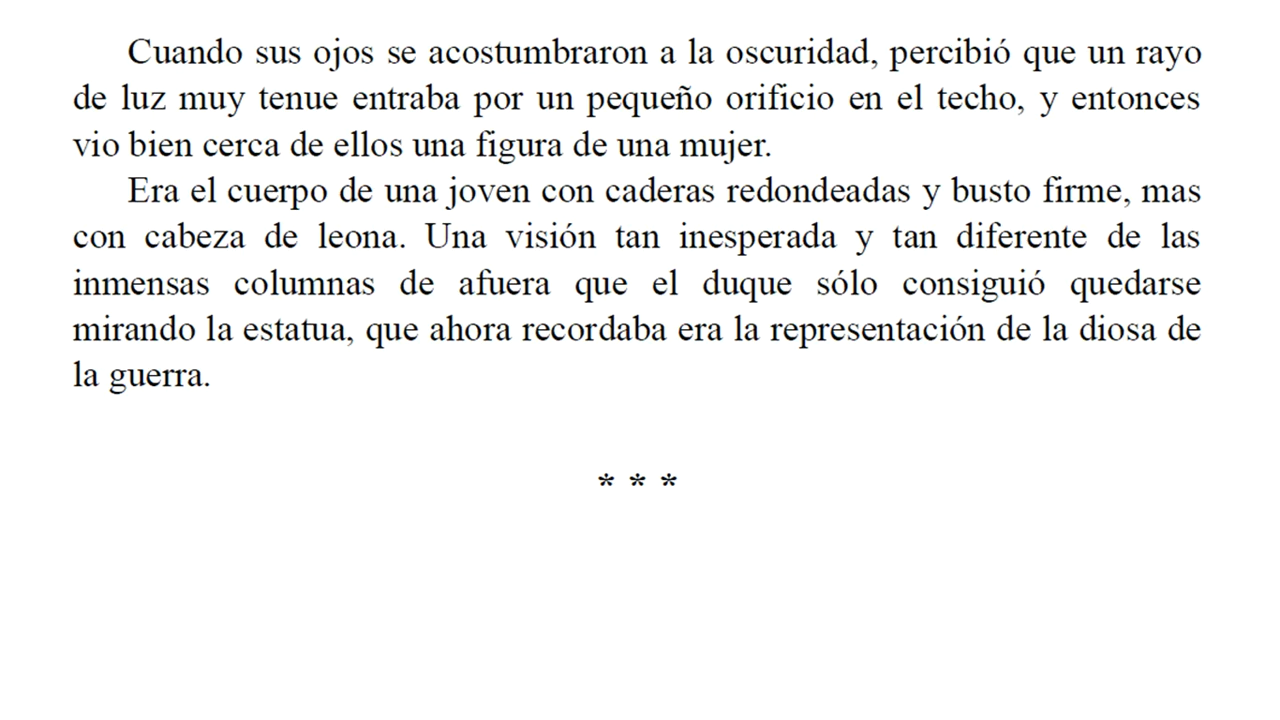 Cuando sus ojos se acostumbraron a la oscuridad, percibió que un rayo
de luz muy tenue entraba por un pequeño orificio en el techo, y entonces
vio bien cerca de ellos una figura de una mujer.
Era el cuerpo de una joven con caderas redondeadas y busto firme, mas
con cabeza de leona. Una visión tan inesperada y tan diferente de las
inmensas columnas de afuera que el duque sólo consiguió quedarse
mirando la estatua, que ahora recordaba era la representación de la diosa de
la guerra.
* * *